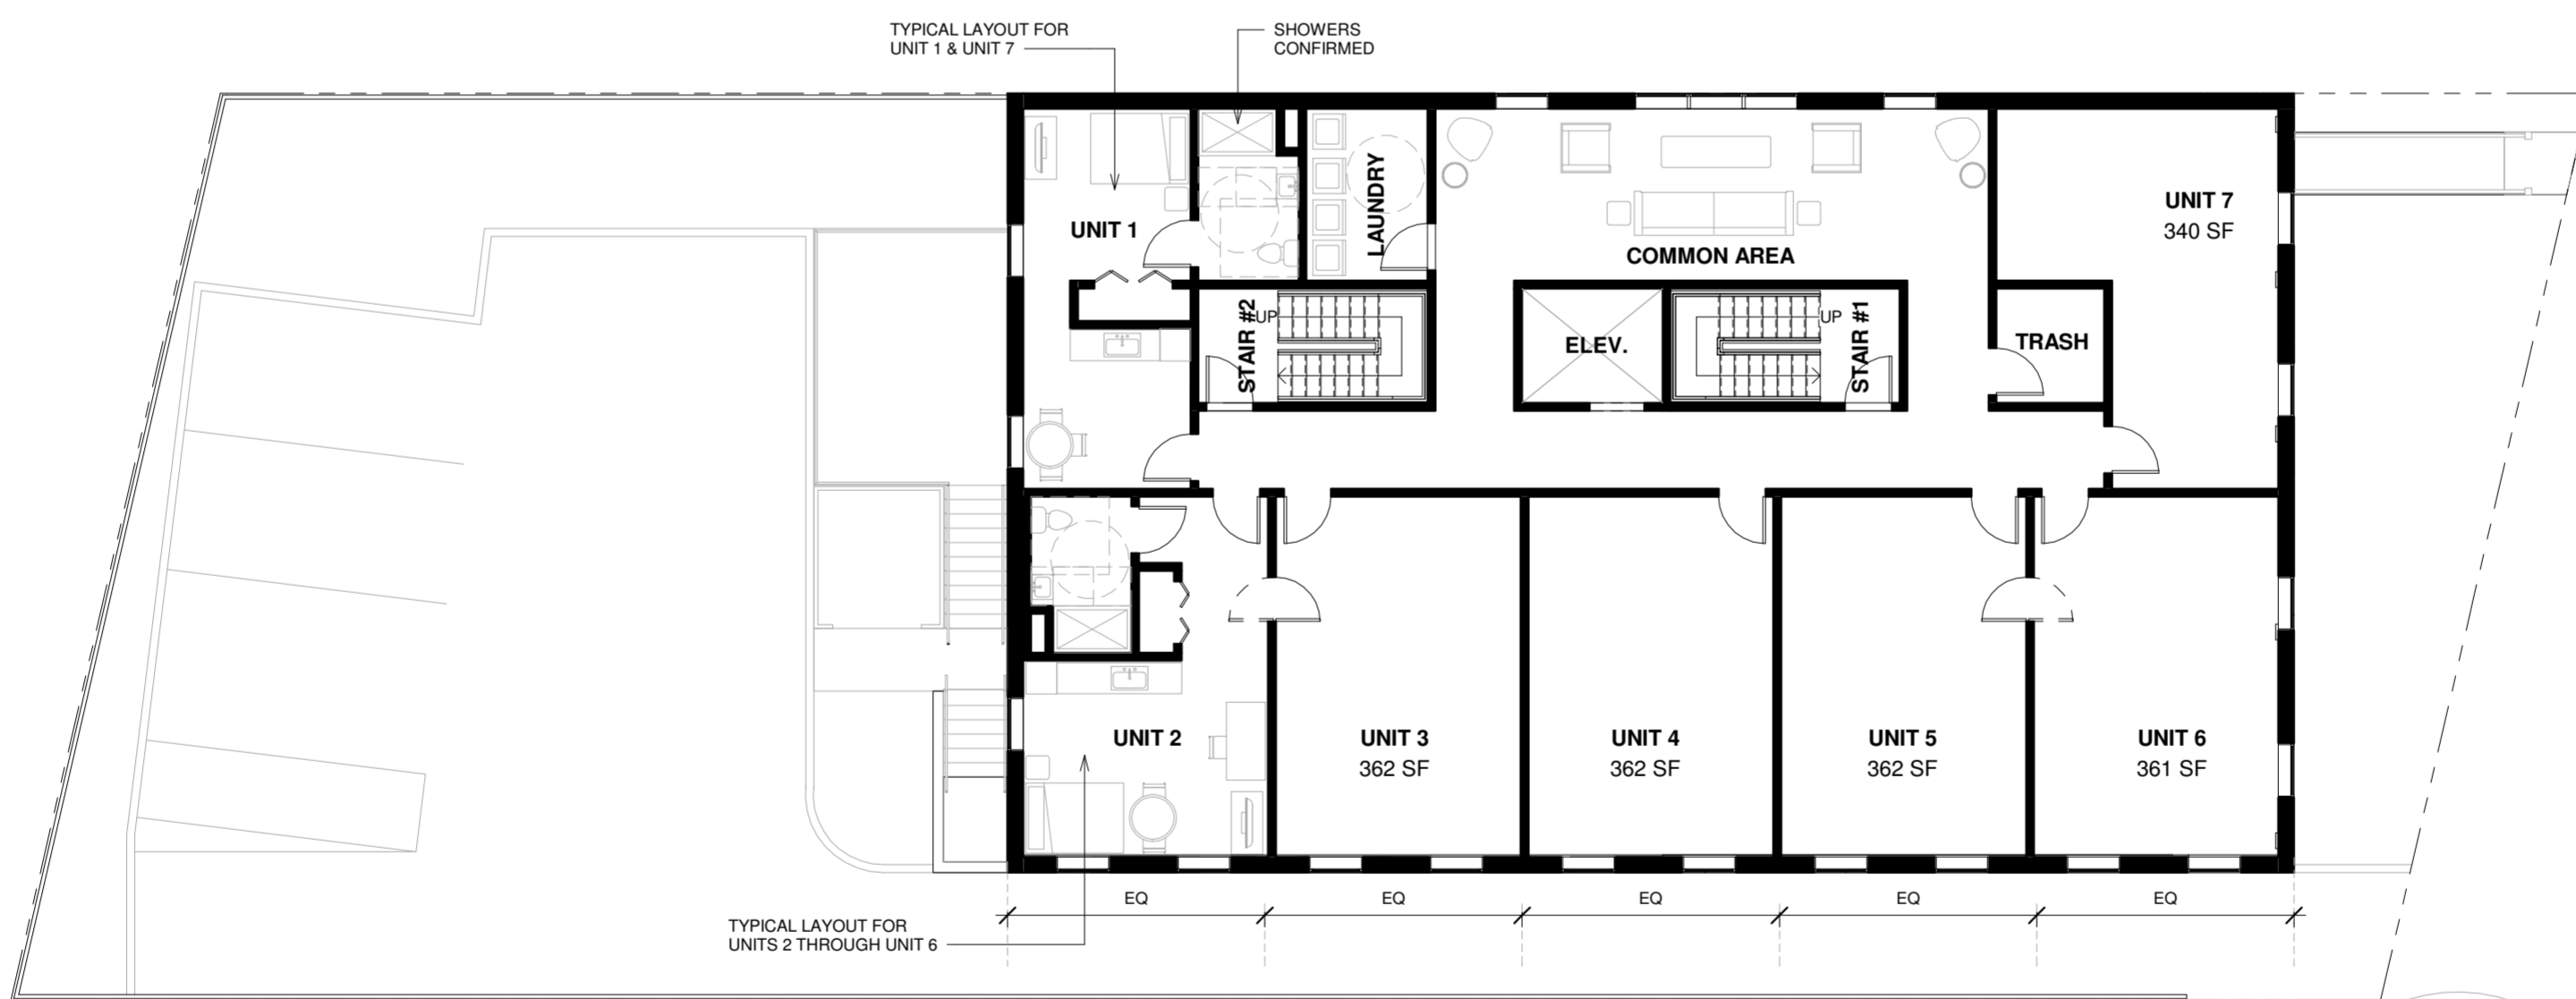 TYPICAL LAYOUT FOR
UNIT 1 & UNIT 7
SHOWERS
CONFIRMED
UNIT 1
LAUNDRY
COMMON AREA
UNIT 7
340 SF
STAIR #2
UP
ELEV.
UP
STAIR #1
TRASH
UNIT 2
UNIT 3
362 SF
UNIT 4
362 SF
UNIT 5
362 SF
UNIT 6
361 SF
EQ
EQ
EQ
EQ
EQ
TYPICAL LAYOUT FOR
UNITS 2 THROUGH UNIT 6